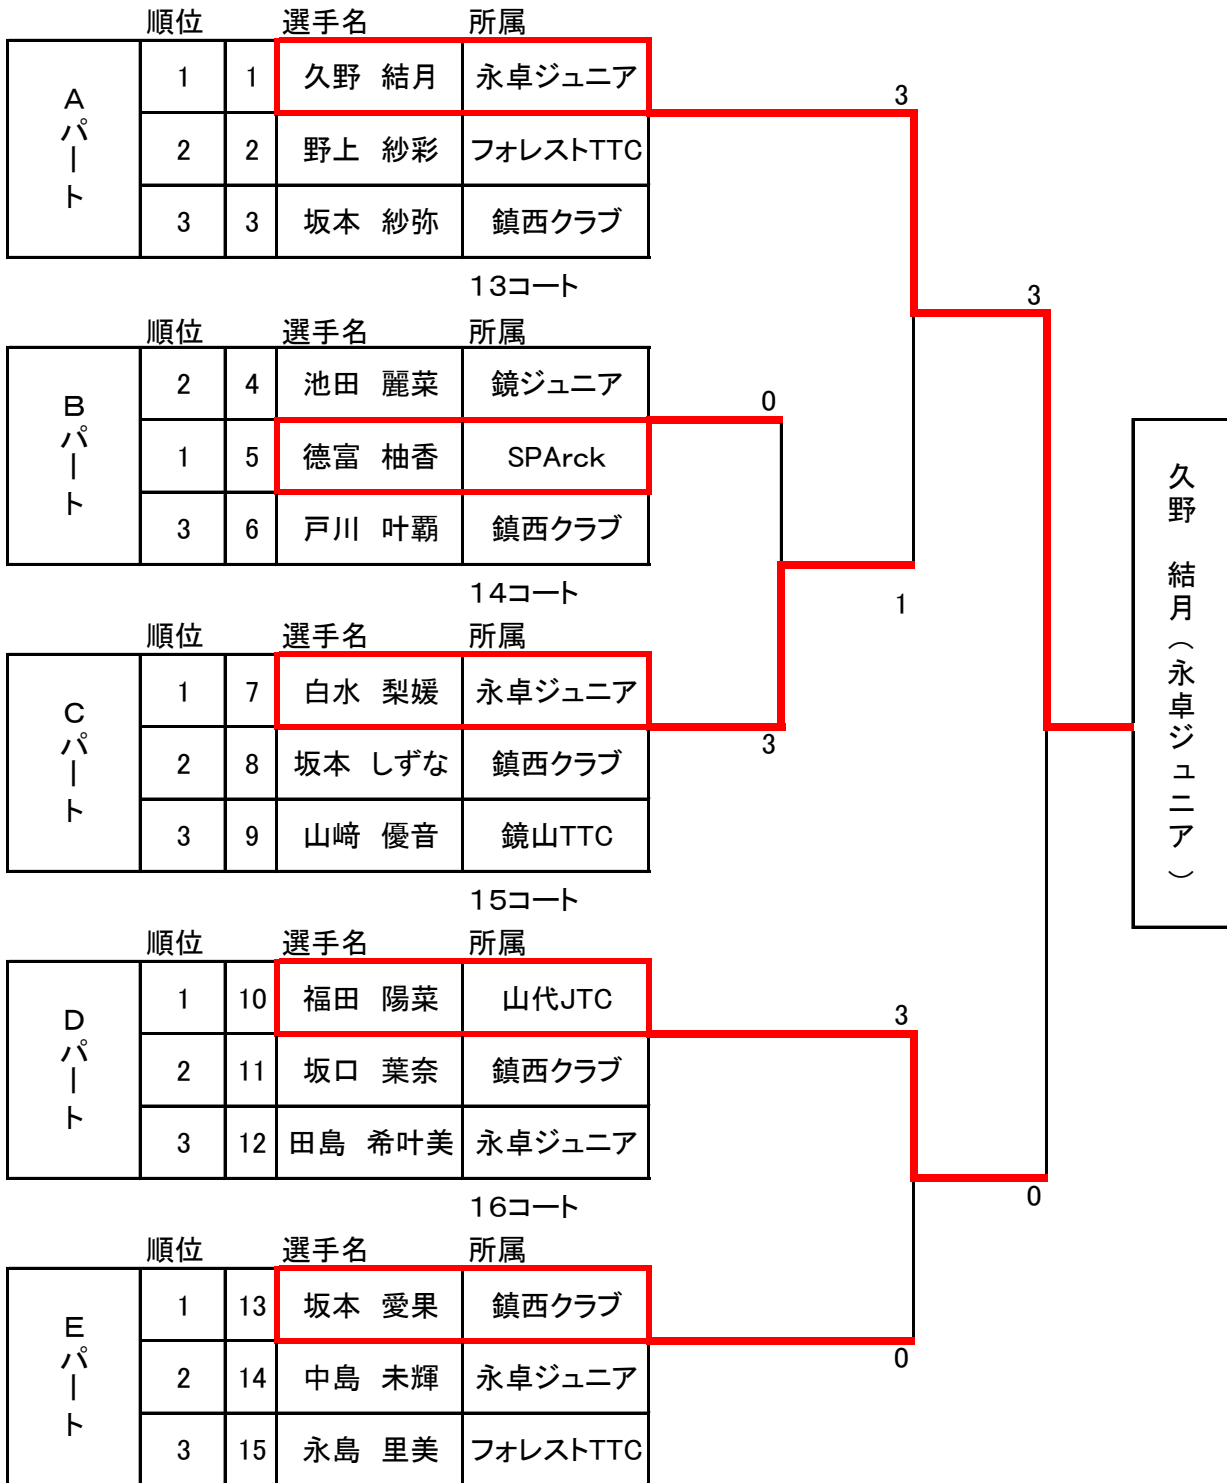 順位 選手名 所属
Aパート
1 1 久野 結月 永卓ジュニア
2 2 野上 紗彩 フォレストTTC
3 3 坂本 紗弥 鎮西クラブ
3
13コート
3
順位 選手名 所属
Bパート
2 4 池田 麗菜 鏡ジュニア
1 5 德富 柚香 SPArck
3 6 戸川 叶覇 鎮西クラブ
0
14コート
1
順位 選手名 所属
Cパート
1 7 白水 梨媛 永卓ジュニア
2 8 坂本 しずな 鎮西クラブ
3 9 山﨑 優音 鏡山TTC
3
15コート
久野 結月(永卓ジュニア)
順位 選手名 所属
Dパート
1 10 福田 陽菜 山代JTC
2 11 坂口 葉奈 鎮西クラブ
3 12 田島 希叶美 永卓ジュニア
3
16コート
0
順位 選手名 所属
Eパート
1 13 坂本 愛果 鎮西クラブ
2 14 中島 未輝 永卓ジュニア
3 15 永島 里美 フォレストTTC
0